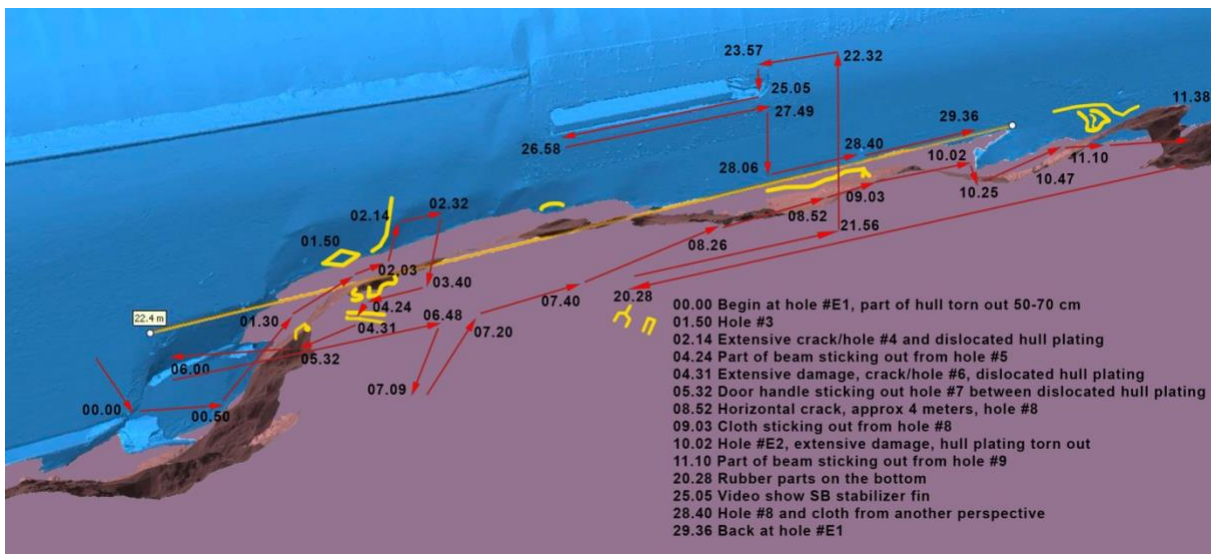 23.57
22.32
25.05
27.49
26.58
28.06
28.40
29.36
11.38
10.02
10.25
10.47
11.10
09.03
08.52
21.56
08.26
02.14
02.32
01.50
02.03
03.40
04.24
04.31
06.48
07.20
07.40
20.28
22.4 m
01.30
05.32
06.00
07.09
00.00
00.50
00.00 Begin at hole #E1, part of hull torn out 50-70 cm
01.50 Hole #3
02.14 Extensive crack/hole #4 and dislocated hull plating
04.24 Part of beam sticking out from hole #5
04.31 Extensive damage, crack/hole #6, dislocated hull plating
05.32 Door handle sticking out hole #7 between dislocated hull plating
08.52 Horizontal crack, approx 4 meters, hole #8
09.03 Cloth sticking out from hole #8
10.02 Hole #E2, extensive damage, hull plating torn out
11.10 Part of beam sticking out from hole #9
20.28 Rubber parts on the bottom
25.05 Video show SB stabilizer fin
28.40 Hole #8 and cloth from another perspective
29.36 Back at hole #E1